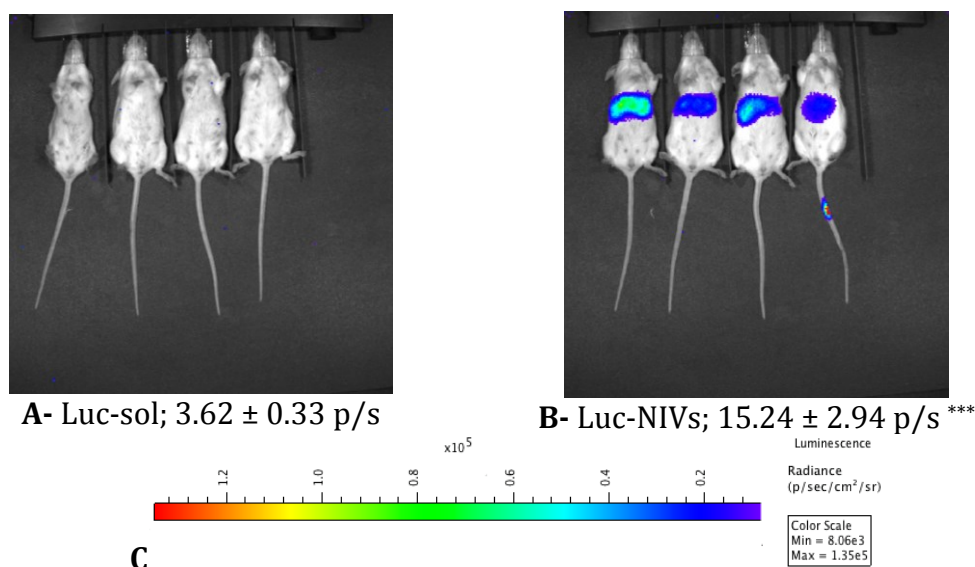 A- Luc-sol; 3.62 ± 0.33 p/s
B- Luc-NIVs; 15.24 ± 2.94 p/s ***
Luminescence
x10⁵
1.2 1.0 0.8 0.6 0.4 0.2
Radiance
(p/sec/cm²/sr)
Color Scale
Min = 8.06e3
Max = 1.35e5
C